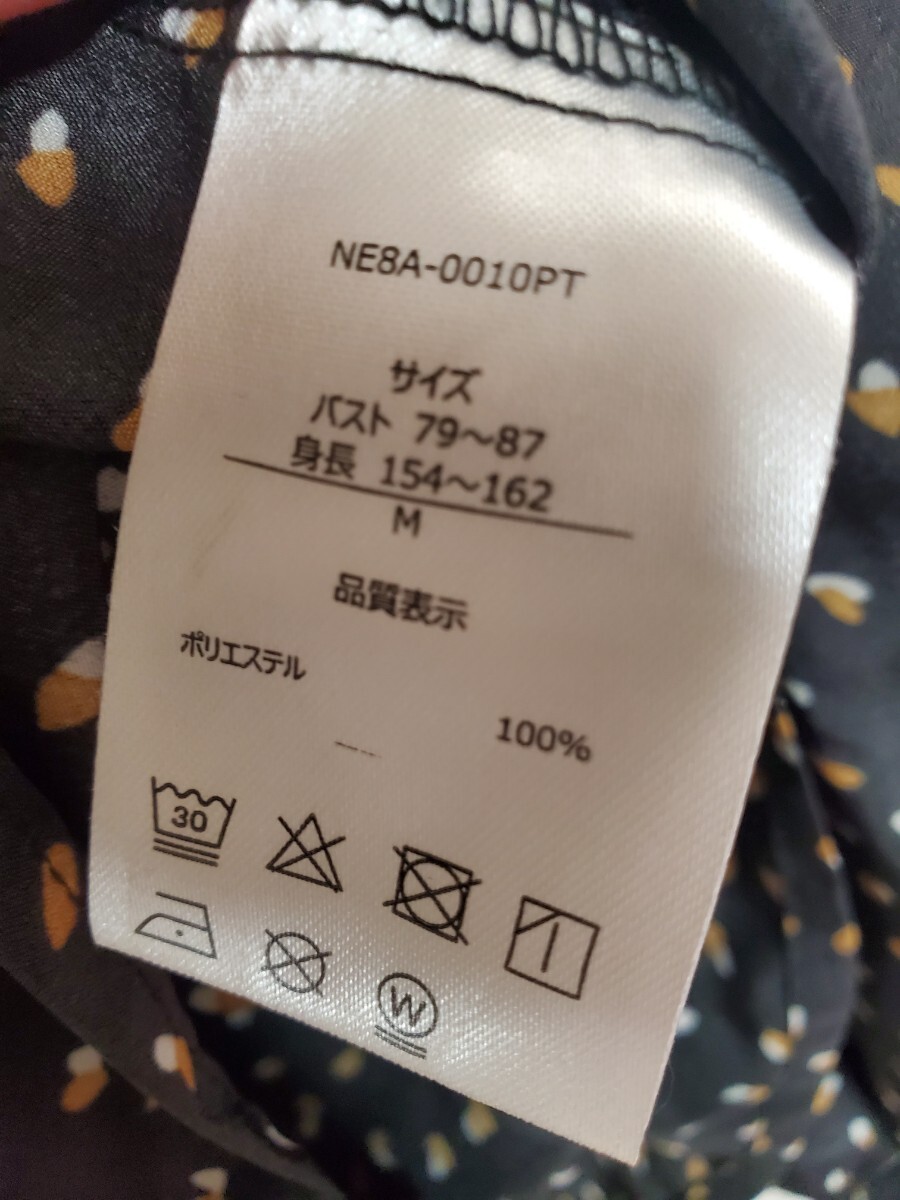 NE8A-0010PT
サイズ
バスト 79～87
身長 154～162
M
品質表示
ポリエステル
100%
30
W